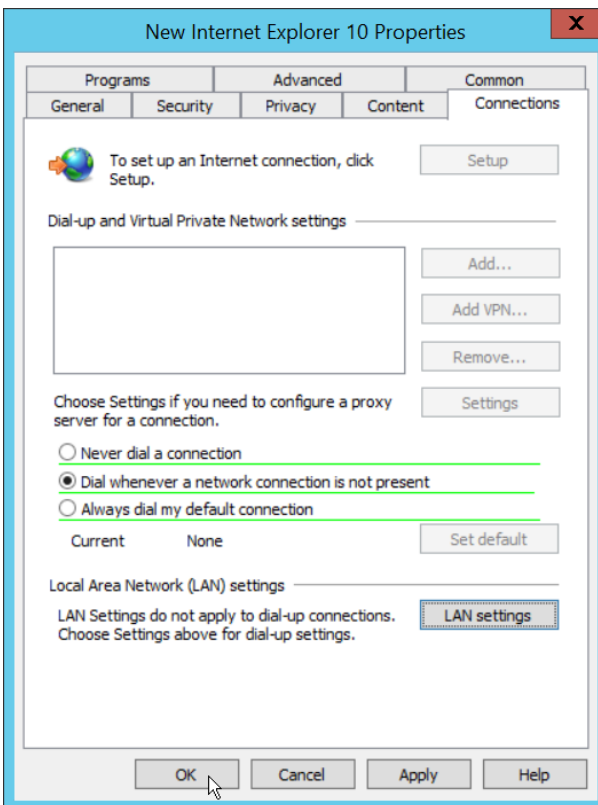 New Internet Explorer 10 Properties
X
Programs Advanced Common
General Security Privacy Content Connections
To set up an Internet connection, click
Setup.
Setup
Dial-up and Virtual Private Network settings
Add...
Add VPN...
Remove...
Choose Settings if you need to configure a proxy
server for a connection.
Settings
Never dial a connection
Dial whenever a network connection is not present
Always dial my default connection
Current None Set default
Local Area Network (LAN) settings
LAN Settings do not apply to dial-up connections.
Choose Settings above for dial-up settings.
LAN settings
OK Cancel Apply Help